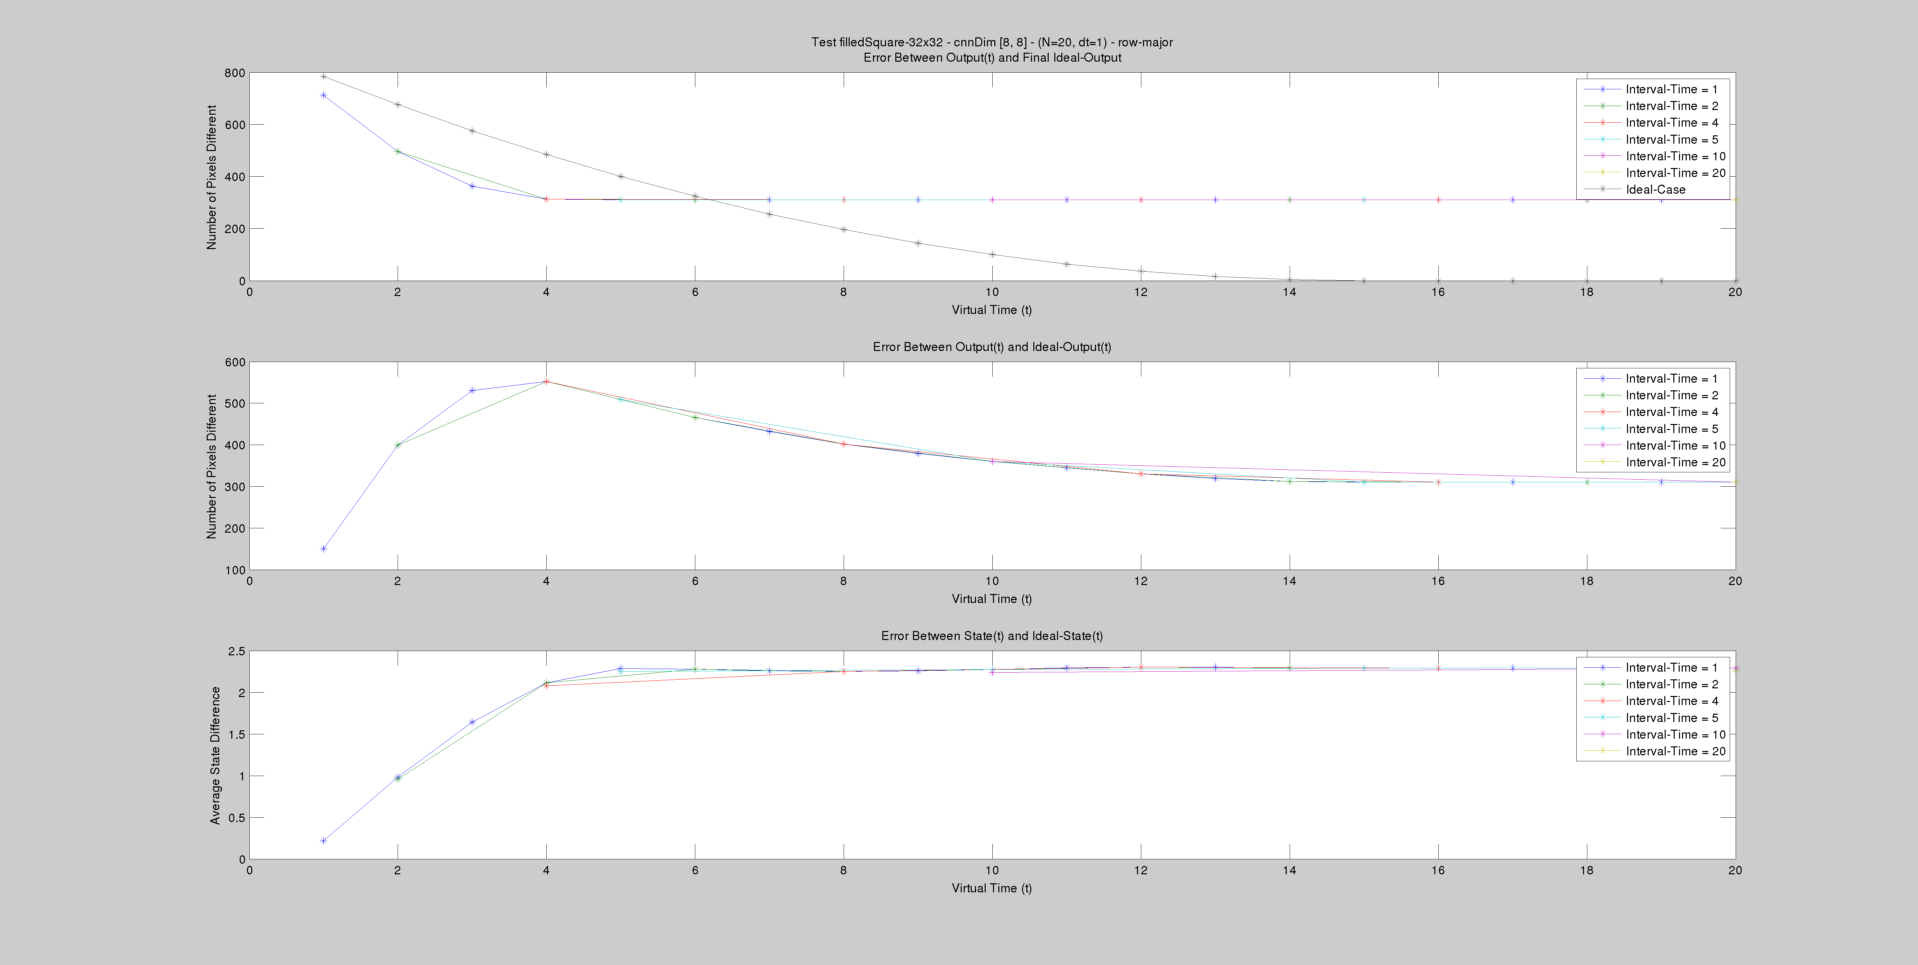 Test filledSquare-32x32 - cnnDim [8, 8] - (N=20, dt=1) - row-major
Error Between Output(t) and Final Ideal-Output
Number of Pixels Different
800
600
400
200
0
0 2 4 6 8 10 12 14 16 18 20
Virtual Time (t)
Interval-Time = 1
Interval-Time = 2
Interval-Time = 4
Interval-Time = 5
Interval-Time = 10
Interval-Time = 20
Ideal-Case
Error Between Output(t) and Ideal-Output(t)
Number of Pixels Different
600
500
400
300
200
100
0 2 4 6 8 10 12 14 16 18 20
Virtual Time (t)
Interval-Time = 1
Interval-Time = 2
Interval-Time = 4
Interval-Time = 5
Interval-Time = 10
Interval-Time = 20
Error Between State(t) and Ideal-State(t)
Average State Difference
2.5
2
1.5
1
0.5
0
0 2 4 6 8 10 12 14 16 18 20
Virtual Time (t)
Interval-Time = 1
Interval-Time = 2
Interval-Time = 4
Interval-Time = 5
Interval-Time = 10
Interval-Time = 20